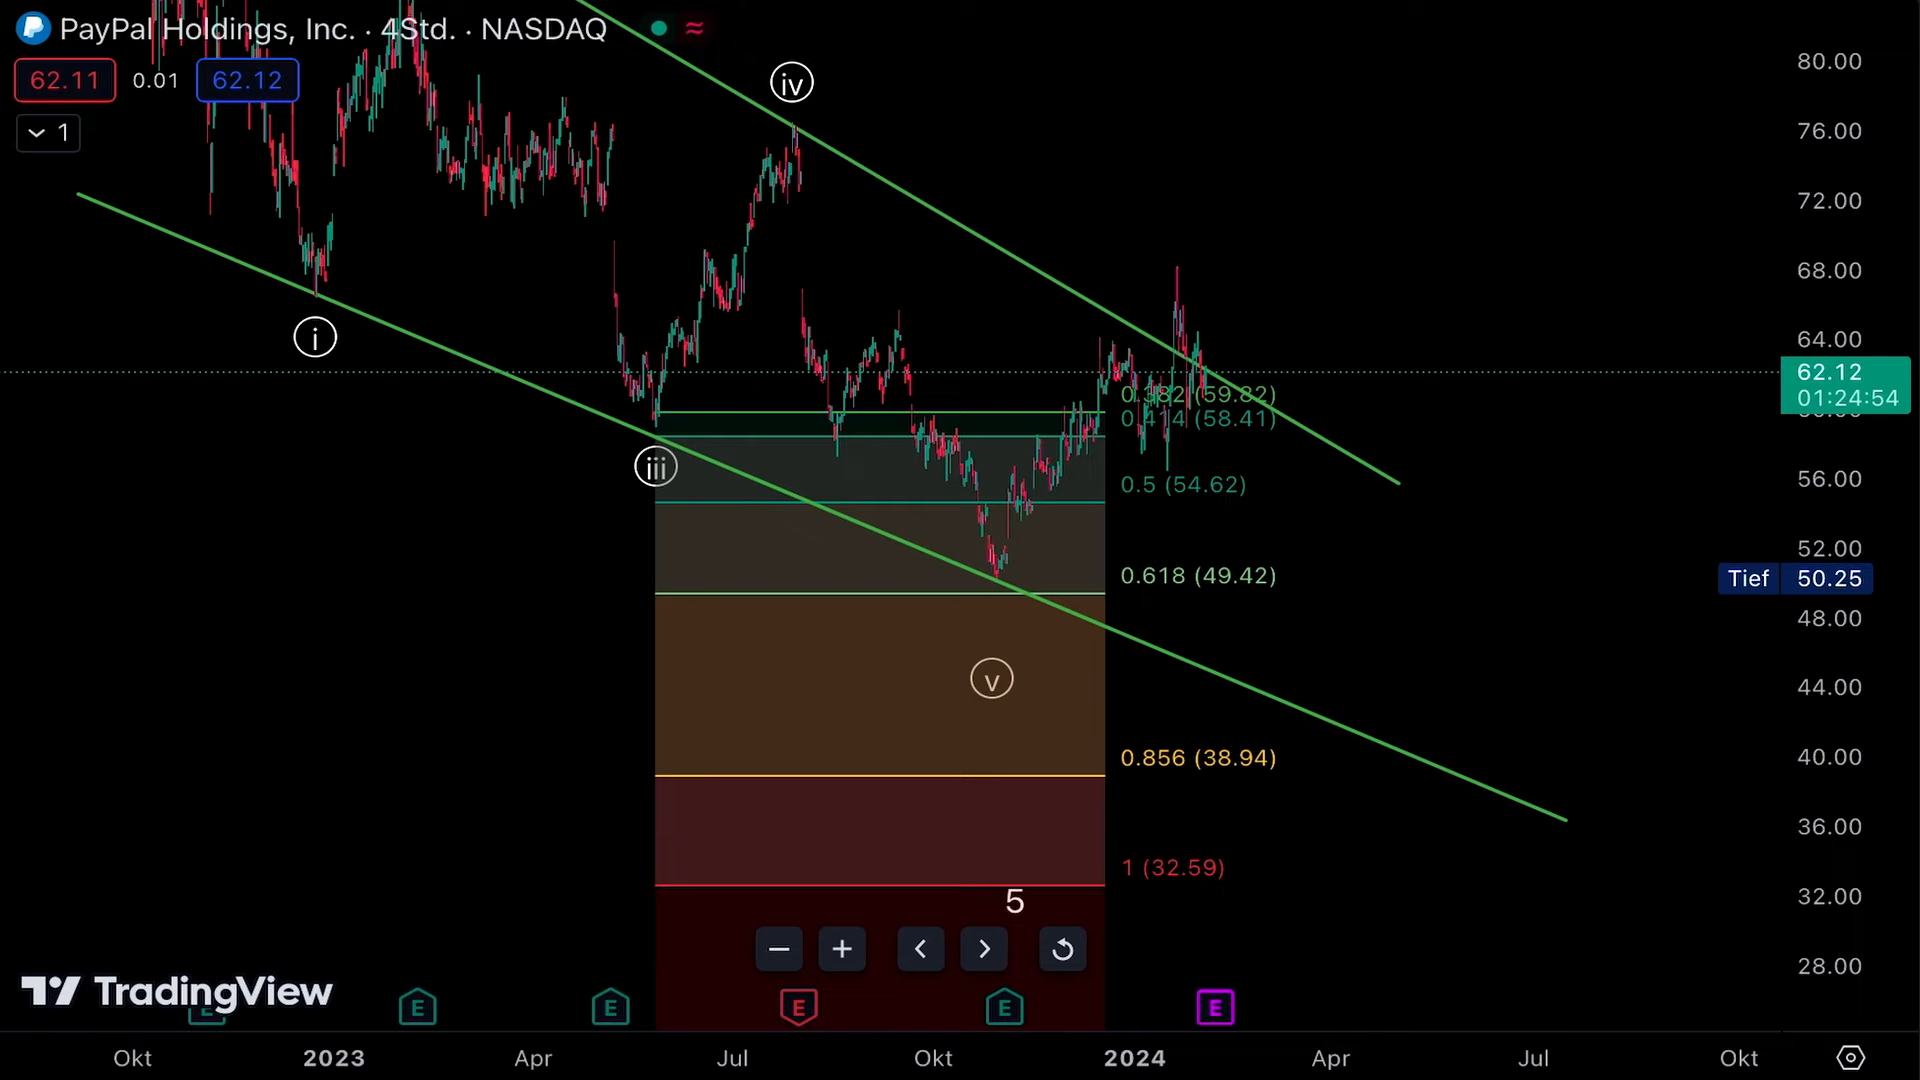 PayPal Holdings, Inc. · 4Std. · NASDAQ
62.11 0.01 62.12
1
iv
i
iii
v
5
0.382 (59.82)
0.414 (58.41)
0.5 (54.62)
0.618 (49.42)
0.856 (38.94)
1 (32.59)
80.00
76.00
72.00
68.00
64.00
62.12
01:24:54
56.00
52.00
Tief 50.25
48.00
44.00
40.00
36.00
32.00
28.00
TradingView
E E E E E E
Okt 2023 Apr Jul Okt 2024 Apr Jul Okt